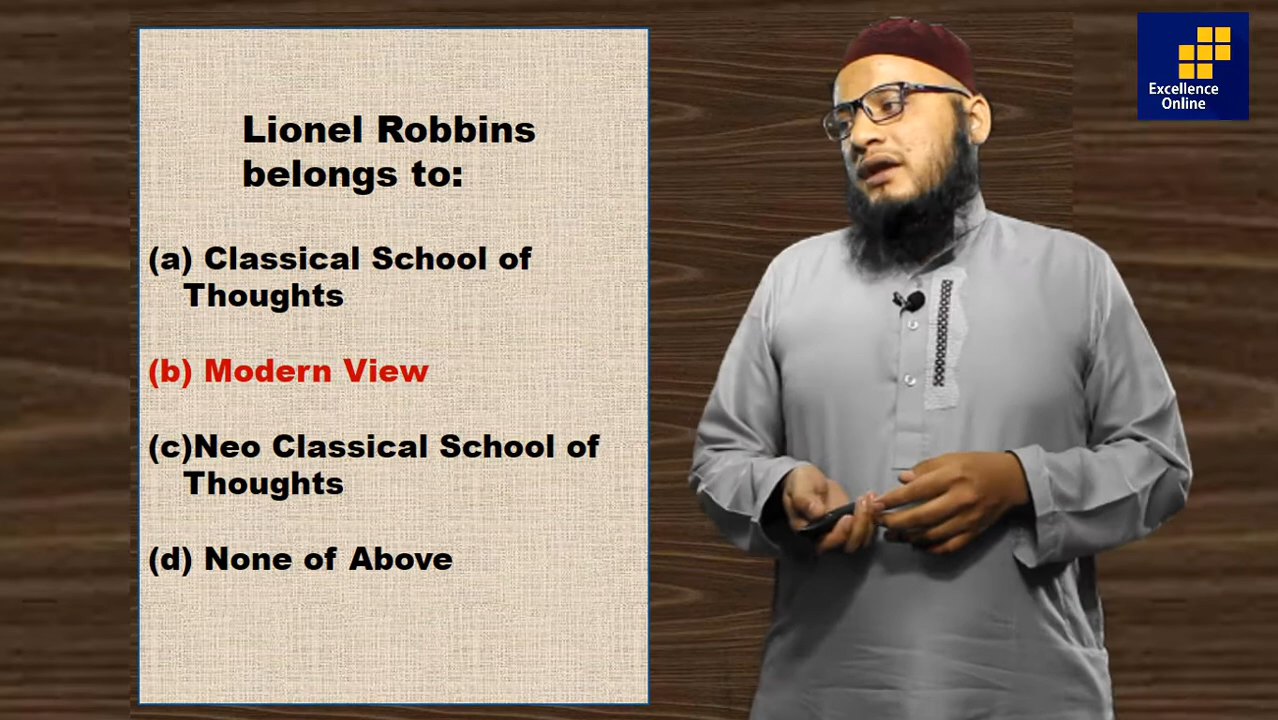 Lionel Robbins
belongs to:
(a) Classical School of
Thoughts
(b) Modern View
(c)Neo Classical School of
Thoughts
(d) None of Above
Excellence
Online